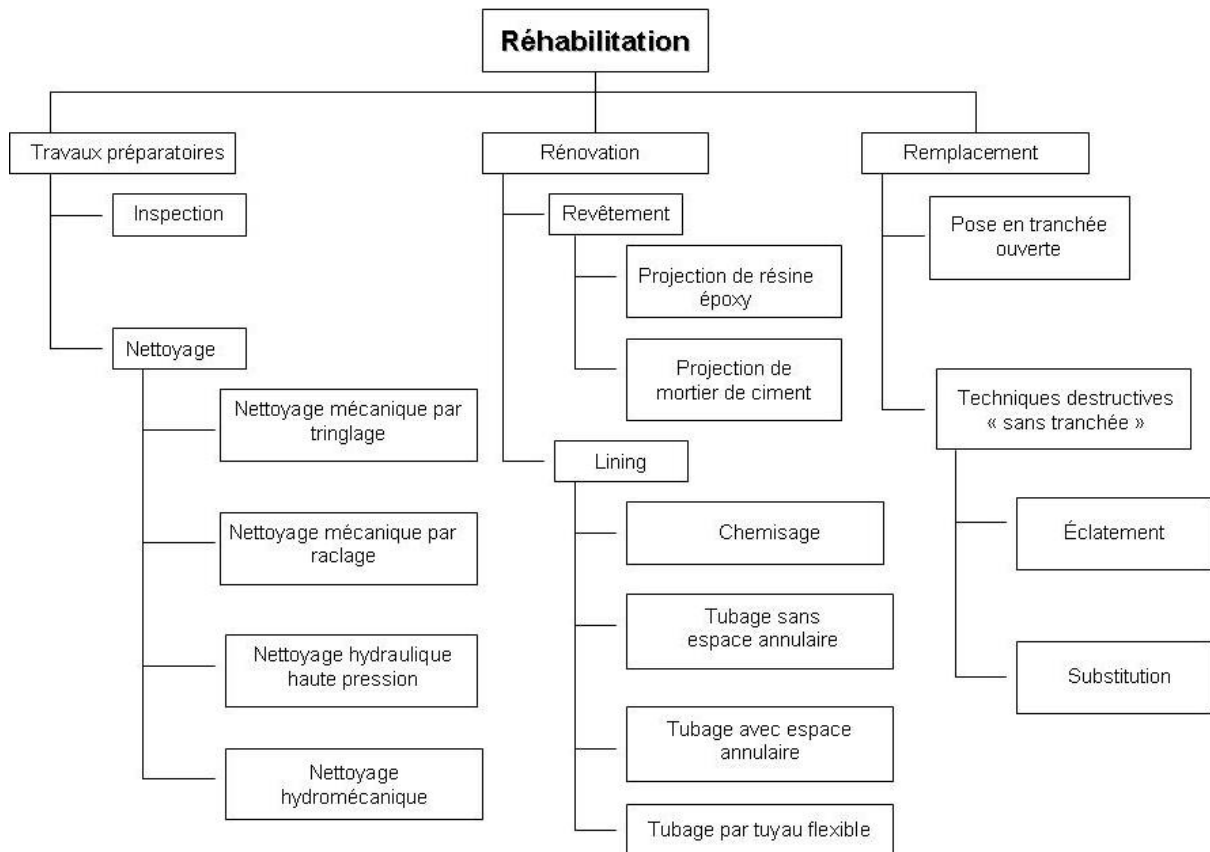 Réhabilitation
Travaux préparatoires
Inspection
Nettoyage
Nettoyage mécanique par
tringlage
Nettoyage mécanique par
raclage
Nettoyage hydraulique
haute pression
Nettoyage
hydromécanique
Rénovation
Revêtement
Projection de résine
époxy
Projection de
mortier de ciment
Lining
Chemisage
Tubage sans
espace annulaire
Tubage avec espace
annulaire
Tubage par tuyau flexible
Remplacement
Pose en tranchée
ouverte
Techniques destructives
« sans tranchée »
Éclatement
Substitution